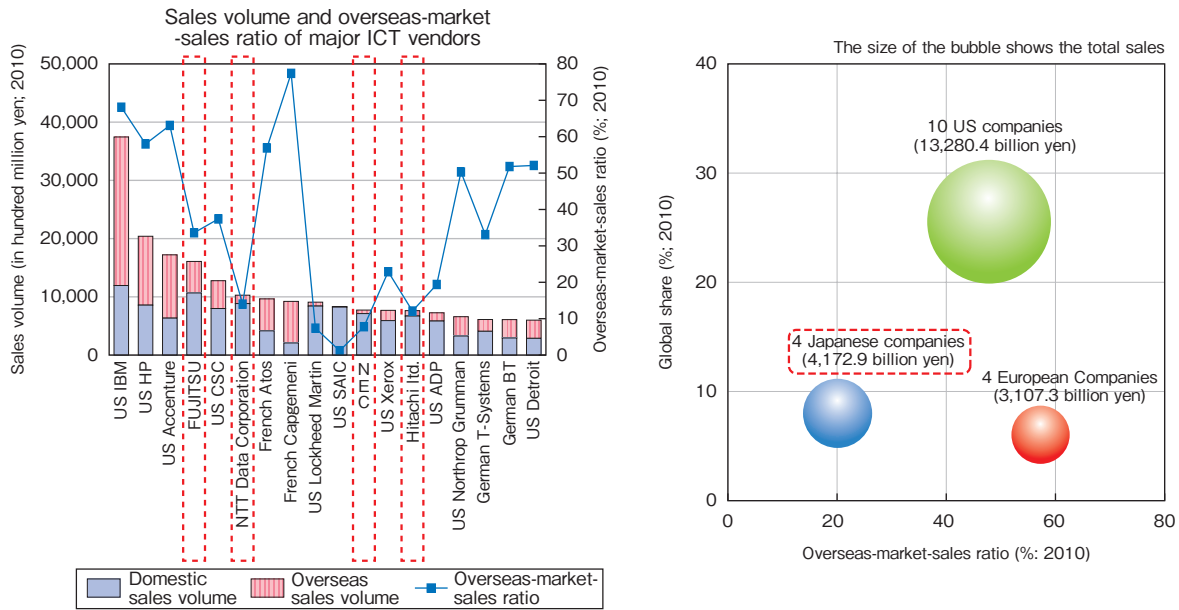 Sales volume and overseas-market
-sales ratio of major ICT vendors
Sales volume (in hundred million yen; 2010)
50,000
40,000
30,000
20,000
10,000
0
80
70
60
50
40
30
20
10
0
Overseas-market-sales ratio (%; 2010)
US IBM
US HP
US Accenture
FUJITSU
US CSC
NTT Data Corporation
French Atos
French Capgemeni
US Lockheed Martin
US SAIC
NEC
US Xerox
Hitachi ltd.
US ADP
US Northrop Grumman
German T-Systems
German BT
US Detroit
Domestic
sales volume
Overseas
sales volume
Overseas-market-
sales ratio
The size of the bubble shows the total sales
Global share (%; 2010)
40
30
20
10
0
10 US companies
(13,280.4 billion yen)
4 Japanese companies
(4,172.9 billion yen)
4 European Companies
(3,107.3 billion yen)
0
20
40
60
80
Overseas-market-sales ratio (%: 2010)